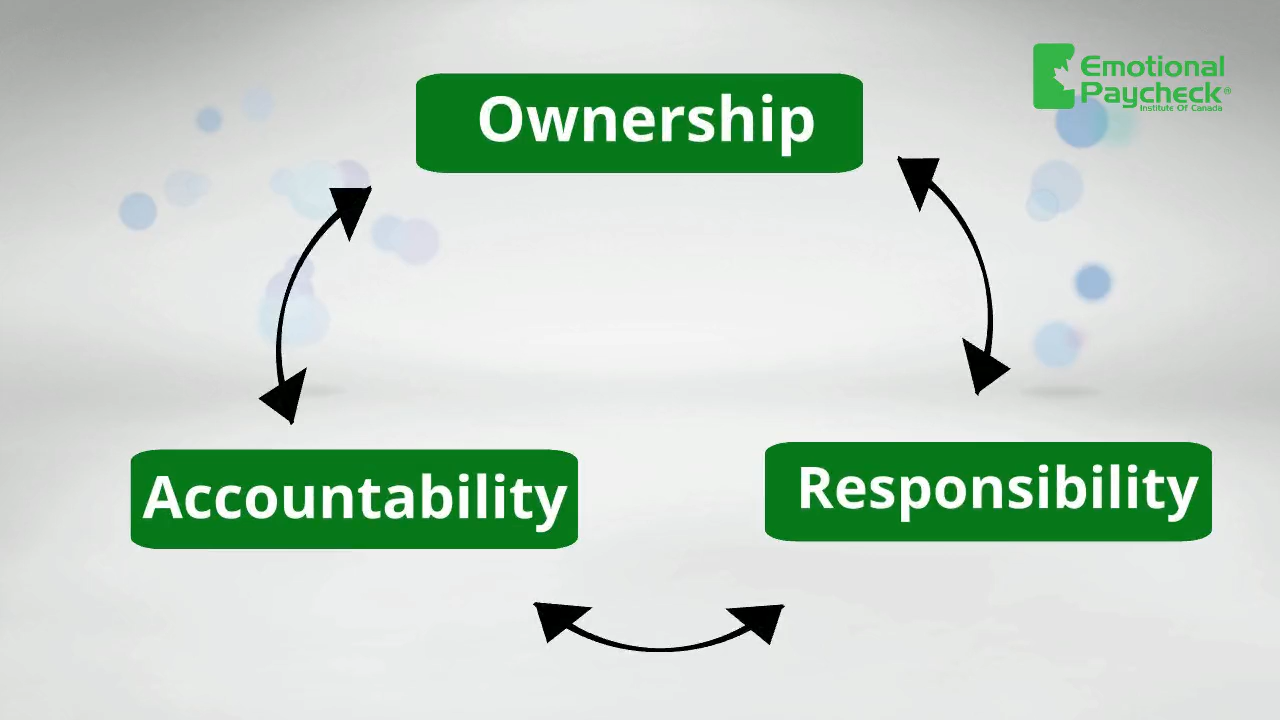 Emotional
Paycheck®
Institute Of Canada
Ownership
Accountability
Responsibility